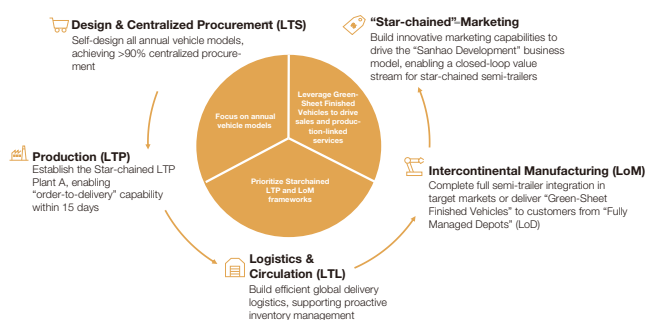 Design & Centralized Procurement (LTS)
Self-design all annual vehicle models,
achieving >90% centralized procure-
ment
“Star-chained”-Marketing
Build innovative marketing capabilities to
drive the “Sanhao Development” business
model, enabling a closed-loop value
stream for star-chained semi-trailers
Focus on annual
vehicle models
Leverage Green-
Sheet Finished
Vehicles to drive
sales and produc-
tion-linked
services
Prioritize Starchained
LTP and LoM
frameworks
Production (LTP)
Establish the Star-chained LTP
Plant A, enabling
“order-to-delivery” capability
within 15 days
Intercontinental Manufacturing (LoM)
Complete full semi-trailer integration in
target markets or deliver “Green-Sheet
Finished Vehicles” to customers from “Fully
Managed Depots” (LoD)
Logistics &
Circulation (LTL)
Build efficient global delivery
logistics, supporting proactive
inventory management